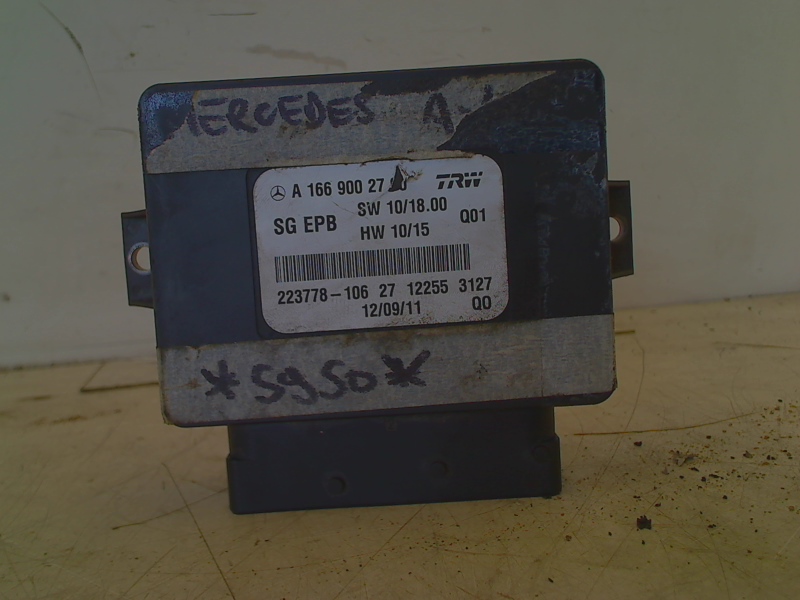 MERCEDES
A 166 900 27
TRW
SG EPB
SW 10/18.00
HW 10/15
Q01
223778-106 27 12255 3127
12/09/11
Q0
*5950*